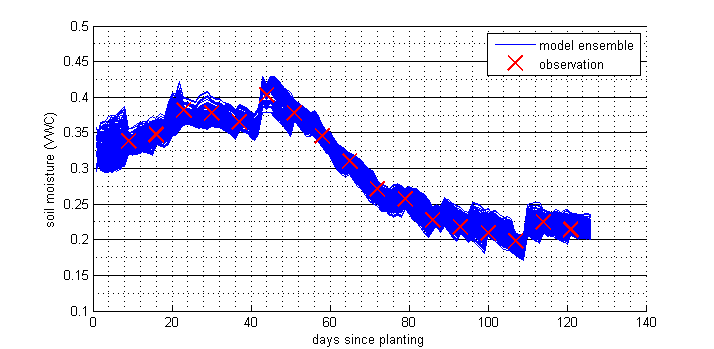 0.5
0.45
0.4
0.35
0.3
0.25
0.2
0.15
0.1
soil moisture (VWC)
model ensemble
observation
0 20 40 60 80 100 120 140
days since planting